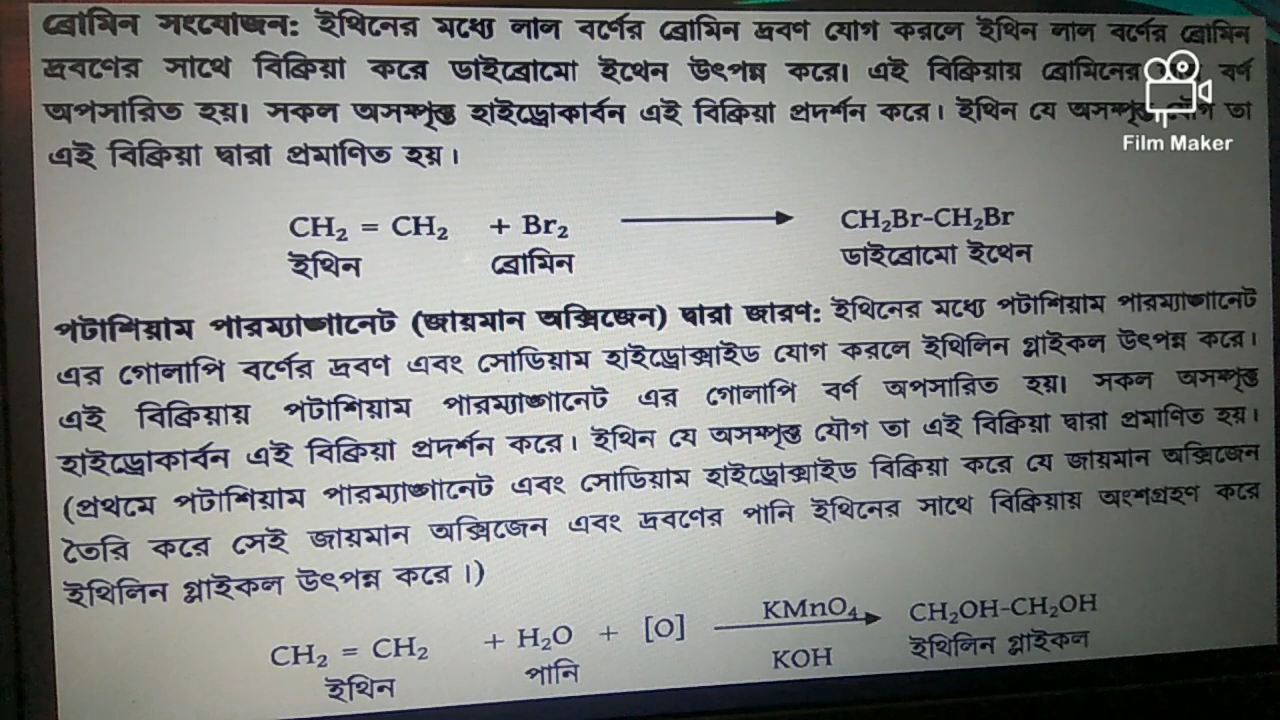 ব্রোমিন সংযোজন: ইথিনের মধ্যে লাল বর্ণের ব্রোমিন দ্রবণ যোগ করলে ইথিন লাল বর্ণের ব্রোমিন
দ্রবণের সাথে বিক্রিয়া করে ডাইব্রোমো ইথেন উৎপন্ন করে। এই বিক্রিয়ায় ব্রোমিনের বর্ণ
অপসারিত হয়। সকল অসম্পৃক্ত হাইড্রোকার্বন এই বিক্রিয়া প্রদর্শন করে। ইথিন যে অসম্পৃক্ত যৌগ তা
এই বিক্রিয়া দ্বারা প্রমাণিত হয়।
Film Maker
CH₂ = CH₂ + Br₂ ⟶ CH₂Br-CH₂Br
ইথিন ব্রোমিন ডাইব্রোমো ইথেন
পটাশিয়াম পারম্যাঙ্গানেট (জায়মান অক্সিজেন) দ্বারা জারণ: ইথিনের মধ্যে পটাশিয়াম পারম্যাঙ্গানেট
এর গোলাপি বর্ণের দ্রবণ এবং সোডিয়াম হাইড্রোক্সাইড যোগ করলে ইথিলিন গ্লাইকল উৎপন্ন করে।
এই বিক্রিয়ায় পটাশিয়াম পারম্যাঙ্গানেট এর গোলাপি বর্ণ অপসারিত হয়। সকল অসম্পৃক্ত
হাইড্রোকার্বন এই বিক্রিয়া প্রদর্শন করে। ইথিন যে অসম্পৃক্ত যৌগ তা এই বিক্রিয়া দ্বারা প্রমাণিত হয়।
(প্রথমে পটাশিয়াম পারম্যাঙ্গানেট এবং সোডিয়াম হাইড্রোক্সাইড বিক্রিয়া করে যে জায়মান অক্সিজেন
তৈরি করে সেই জায়মান অক্সিজেন এবং দ্রবণের পানি ইথিনের সাথে বিক্রিয়ায় অংশগ্রহণ করে
ইথিলিন গ্লাইকল উৎপন্ন করে।)
CH₂ = CH₂ + H₂O + [O] ⟶ KMnO₄ CH₂OH-CH₂OH
KOH
ইথিন পানি ইথিলিন গ্লাইকল